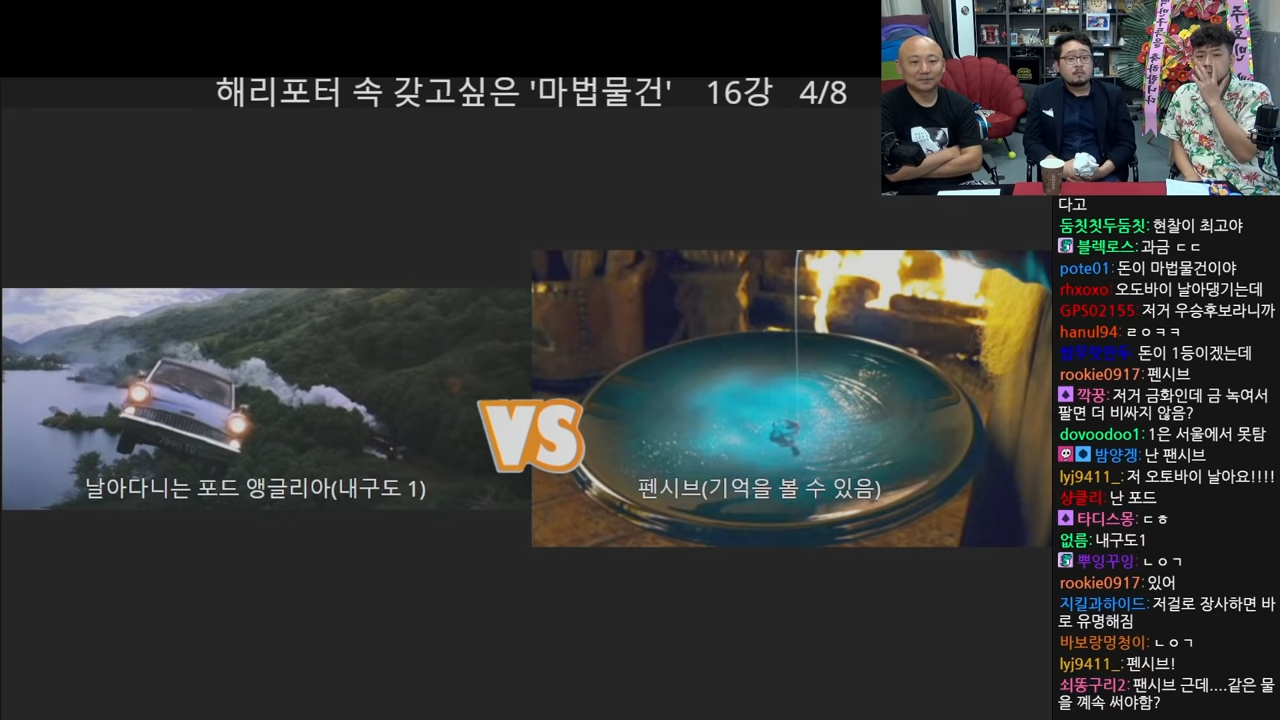 해리포터 속 갖고싶은 '마법물건' 16강 4/8
날아다니는 포드 앵글리아(내구도 1)
VS
펜시브(기억을 볼 수 있음)
다고
둠칫칫두둠칫: 현찰이 최고야
블렉로스: 과금 ㄷㄷ
pote01: 돈이 마법물건이야
rhxoxo: 오도바이 날아댕기는데
GPS02155: 저거 우승후보라니까
hanul94: ㄹㅇㅋㅋ
돈이 1등이겠는데
rookie0917: 펜시브
깍꿍: 저거 금화인데 금 녹여서
팔면 더 비싸지 않음?
dovoodoo1: 1은 서울에서 못탐
밤양겡: 난 팬시브
lyj9411_: 저 오토바이 날아요!!!!
샹클리: 난 포드
타디스몽: ㄷㅎ
없름: 내구도1
뿌잉꾸잉: ㄴㅇㄱ
rookie0917: 있어
지킬과하이드: 저걸로 장사하면 바
로 유명해짐
바보랑멍청이: ㄴㅇㄱ
lyj9411_: 펜시브!
쇠똥구리2: 팬시브 근데....같은 물
을 꼐속 써야함?